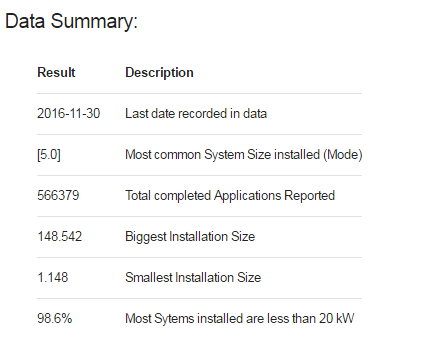 Data Summary:
Result Description
2016-11-30 Last date recorded in data
[5.0] Most common System Size installed (Mode)
566379 Total completed Applications Reported
148.542 Biggest Installation Size
1.148 Smallest Installation Size
98.6% Most Sytems installed are less than 20 kW